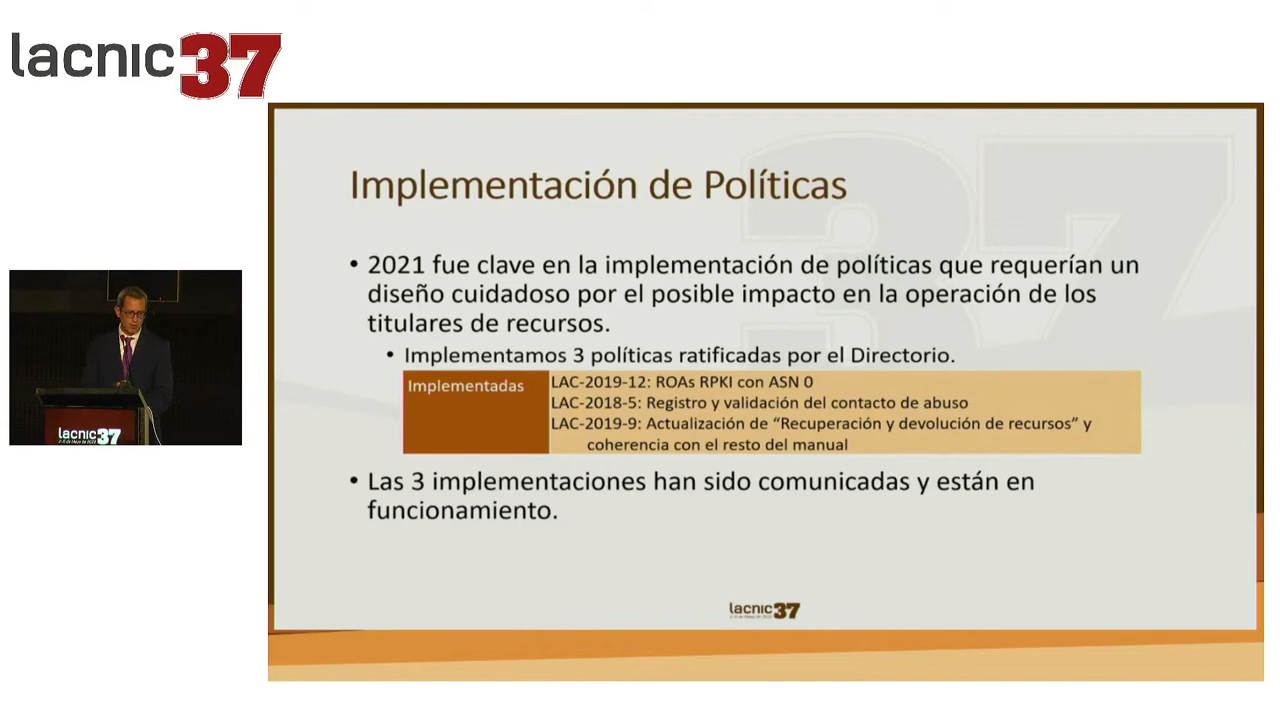 lacnic37
Implementación de Políticas
• 2021 fue clave en la implementación de políticas que requerían un
diseño cuidadoso por el posible impacto en la operación de los
titulares de recursos.
• Implementamos 3 políticas ratificadas por el Directorio.
Implementadas
LAC-2019-12: ROAs RPKI con ASN 0
LAC-2018-5: Registro y validación del contacto de abuso
LAC-2019-9: Actualización de “Recuperación y devolución de recursos” y
coherencia con el resto del manual
• Las 3 implementaciones han sido comunicadas y están en
funcionamiento.
lacnic37
lacnic37